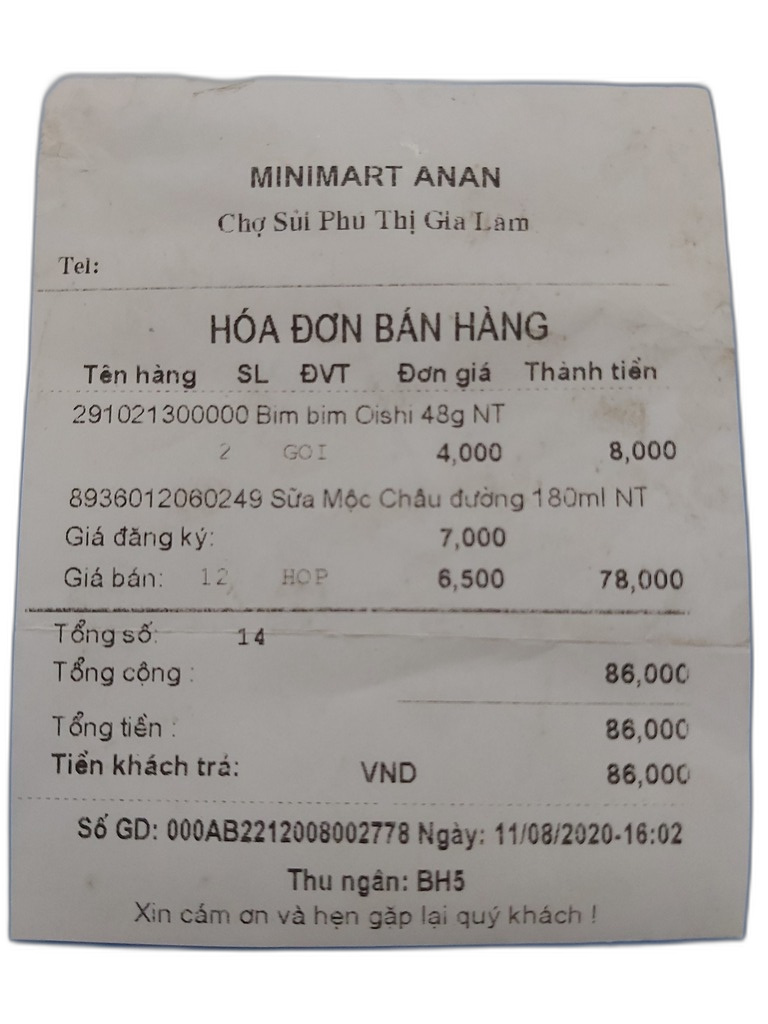 MINIMART ANAN
Chợ Sủi Phú Thị Gia Lâm
Tel:
HÓA ĐƠN BÁN HÀNG
Tên hàng SL ĐVT Đơn giá Thành tiền
291021300000 Bim bim Oishi 48g NT
2 GOI 4,000 8,000
8936012060249 Sữa Mộc Châu đường 180ml NT
Giá đăng ký: 7,000
Giá bán: 12 HOP 6,500 78,000
Tổng số: 14
Tổng cộng : 86,000
Tổng tiền : 86,000
Tiền khách trả: VND 86,000
Số GD: 000AB2212008002778 Ngày: 11/08/2020-16:02
Thu ngân: BH5
Xin cảm ơn và hẹn gặp lại quý khách !